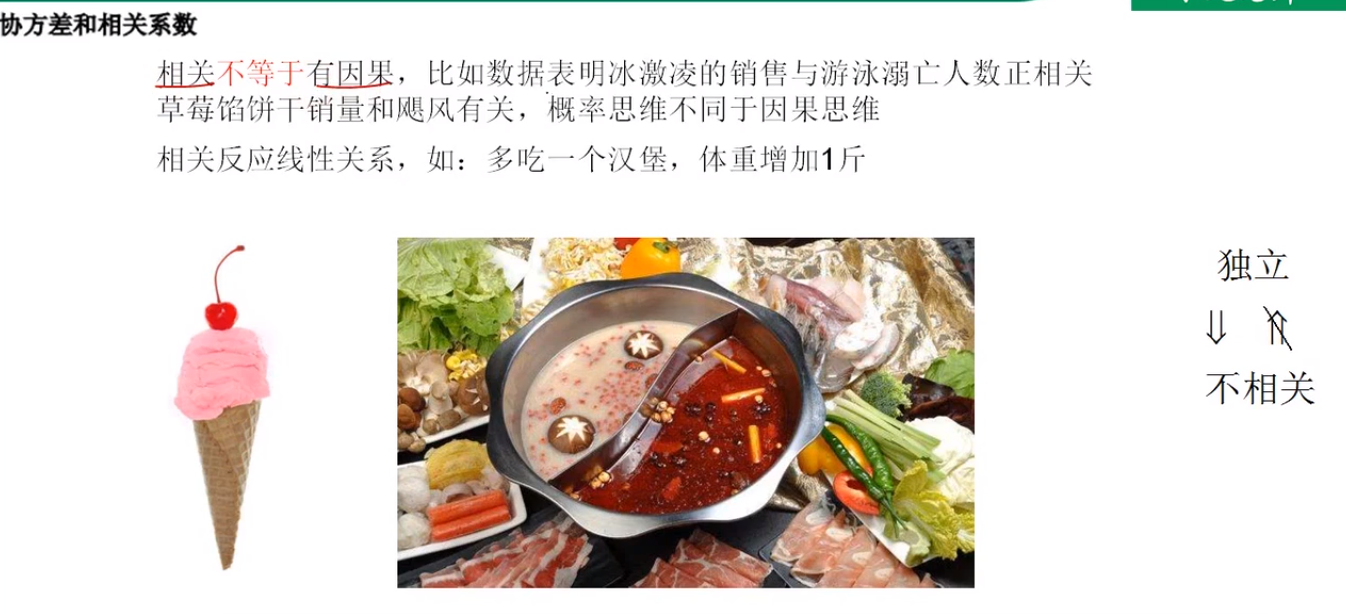 协方差和相关系数
相关不等于有因果，比如数据表明冰激凌的销售与游泳溺亡人数正相关
草莓馅饼干销量和飓风有关，概率思维不同于因果思维
相关反应线性关系，如：多吃一个汉堡，体重增加1斤
独立
⇓ ⇑̸
不相关